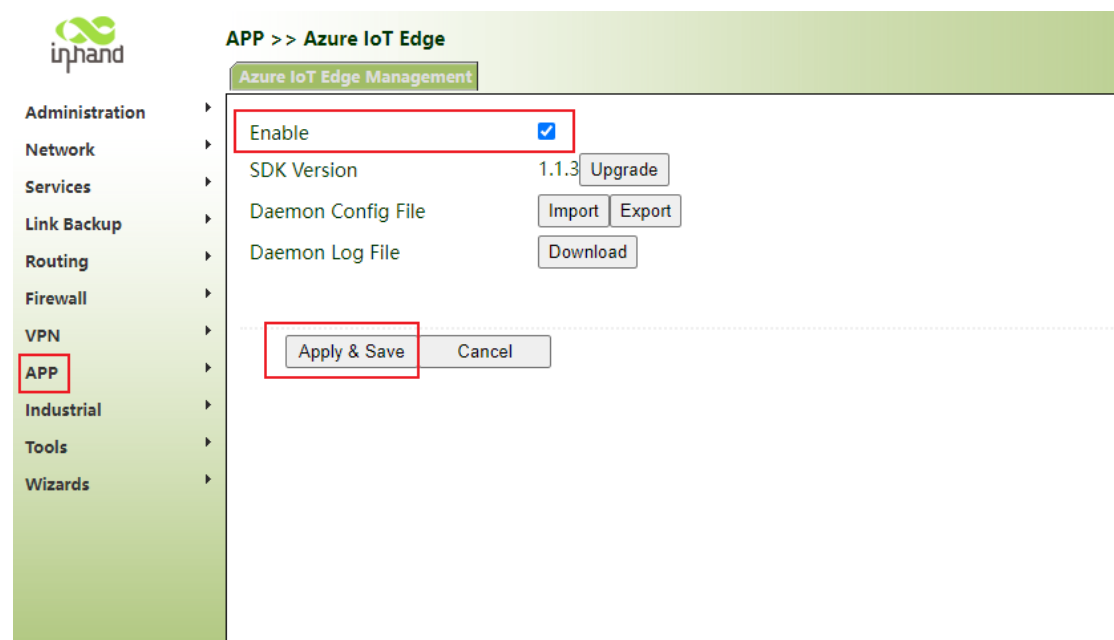 inhand
APP >> Azure IoT Edge
Azure IoT Edge Management
Administration
Network
Services
Link Backup
Routing
Firewall
VPN
APP
Industrial
Tools
Wizards
Enable
SDK Version 1.1.3 Upgrade
Daemon Config File Import Export
Daemon Log File Download
Apply & Save Cancel